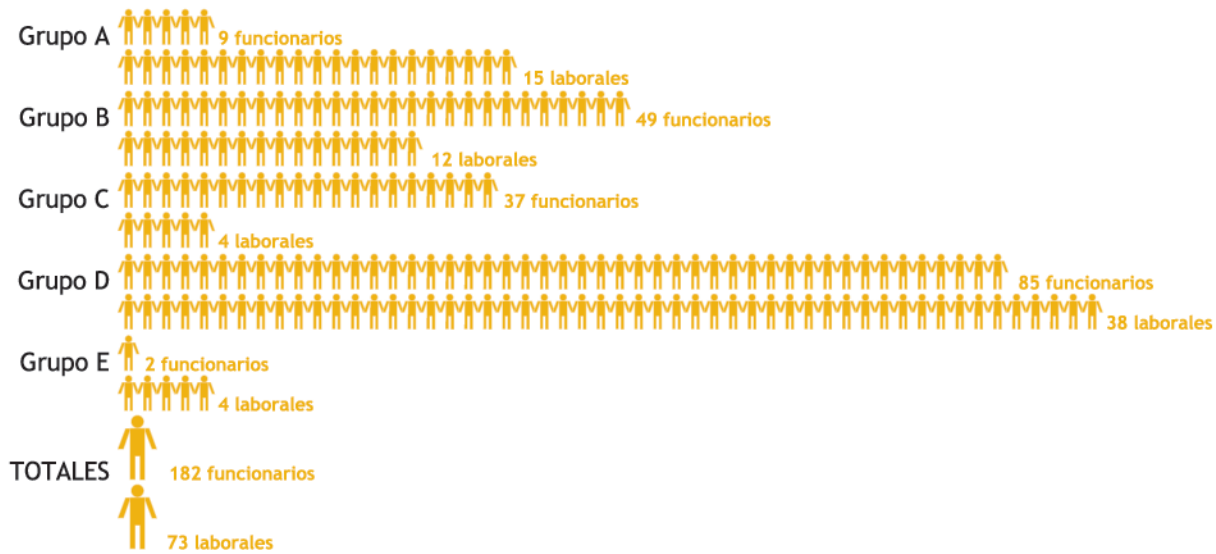 Grupo A
9 funcionarios
15 laborales
Grupo B
49 funcionarios
12 laborales
Grupo C
37 funcionarios
4 laborales
Grupo D
85 funcionarios
38 laborales
Grupo E
2 funcionarios
4 laborales
TOTALES
182 funcionarios
73 laborales